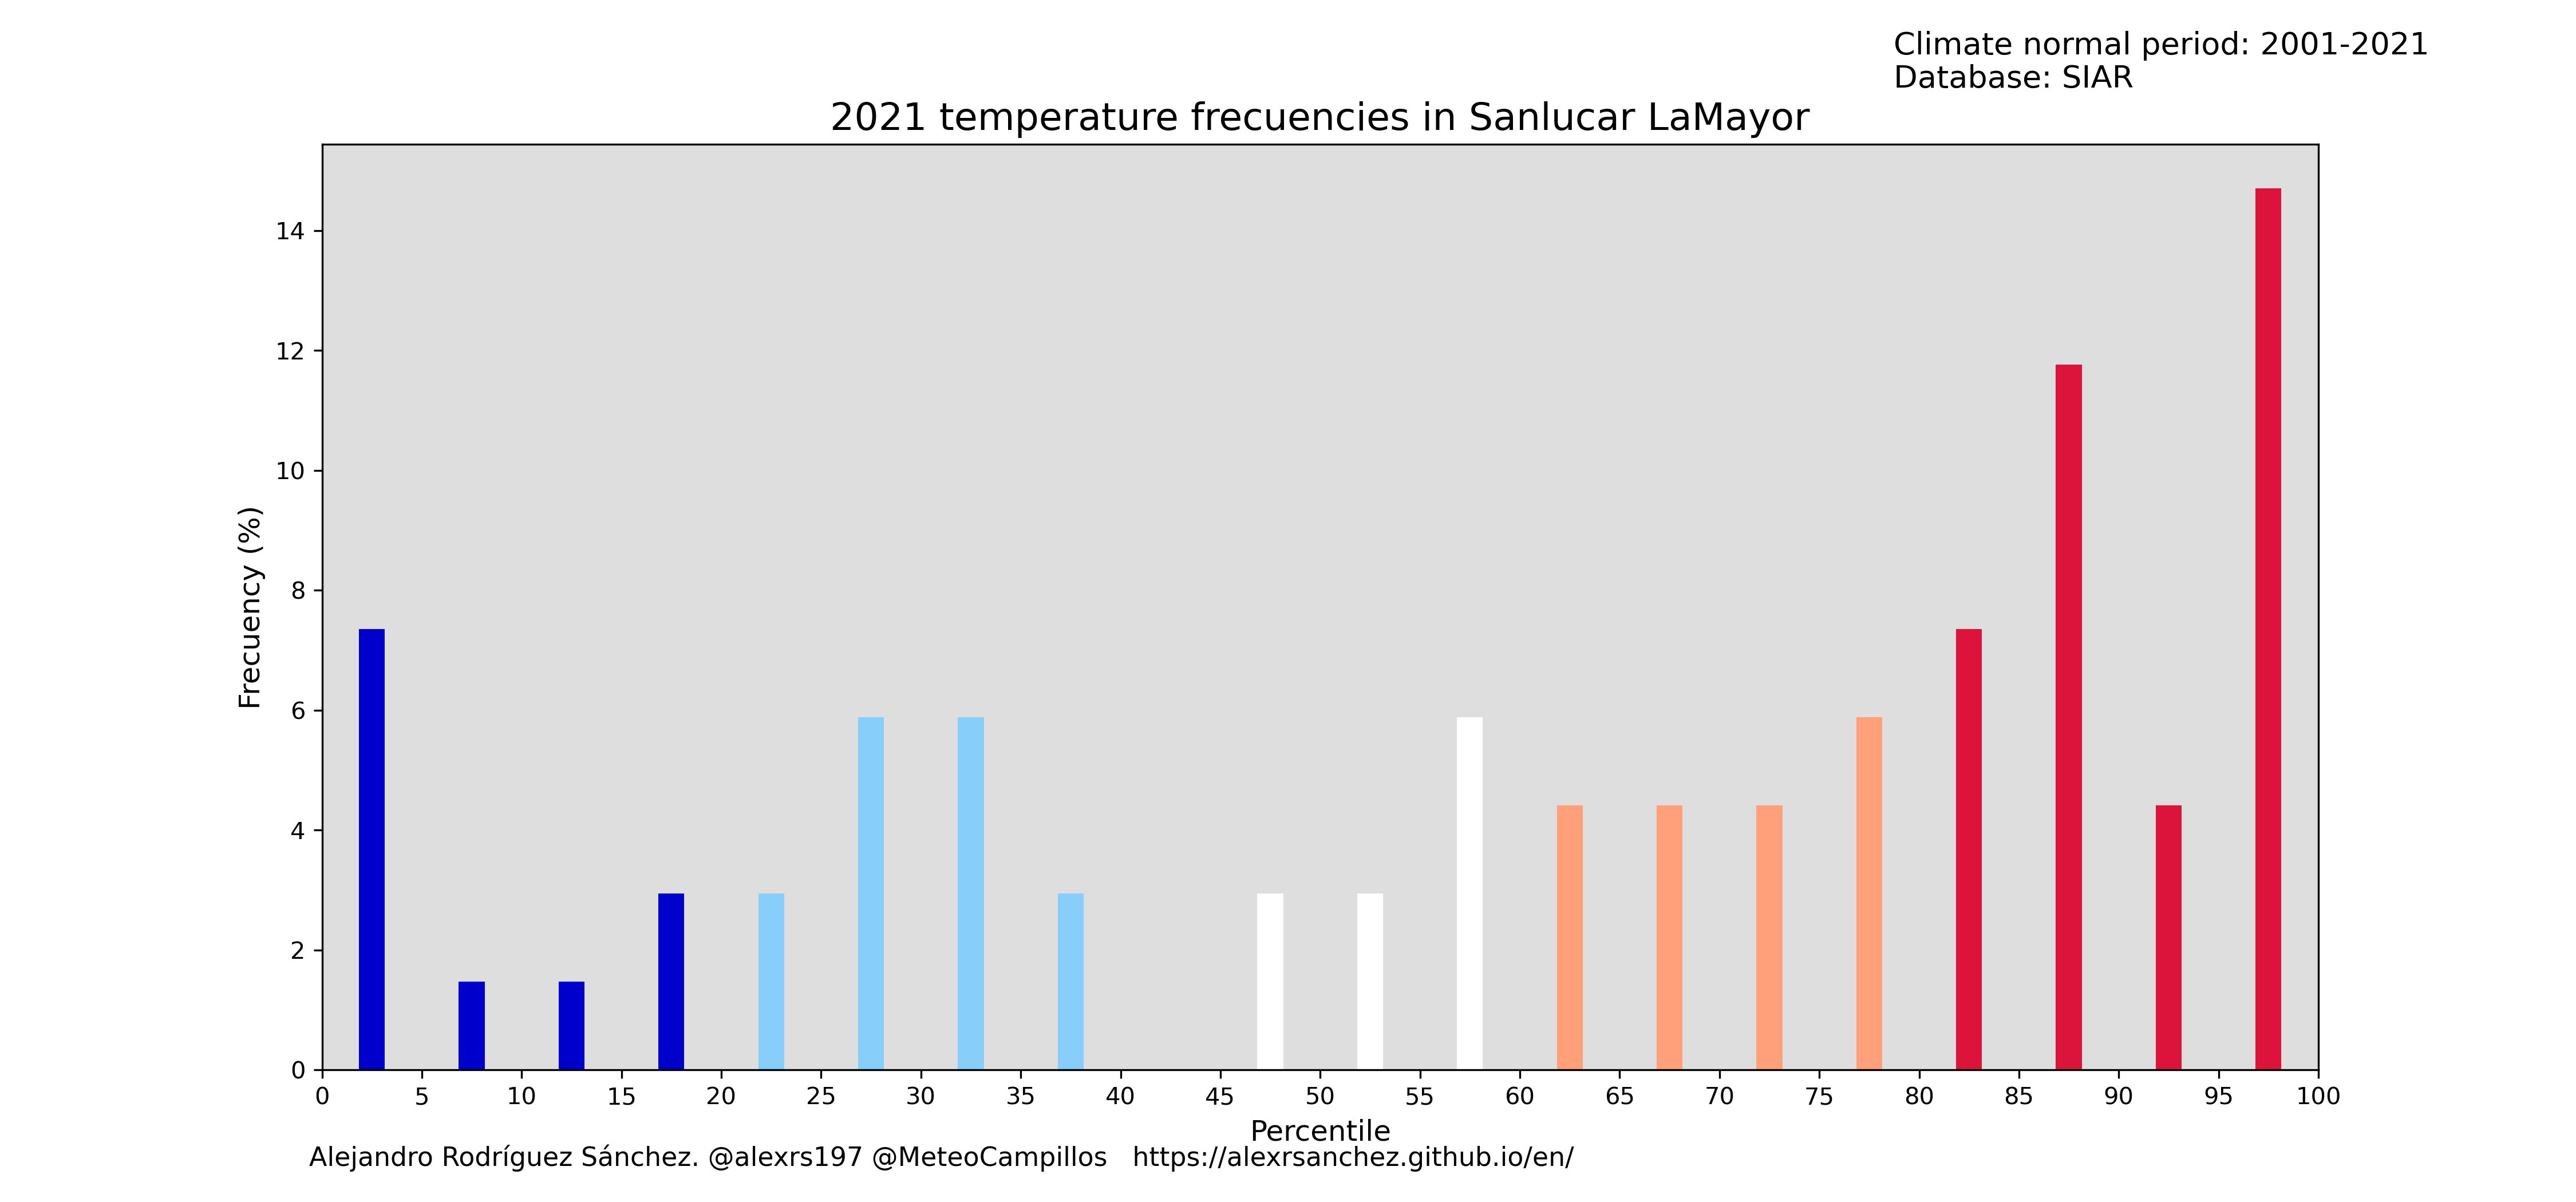 Climate normal period: 2001-2021
Database: SIAR
2021 temperature frecuencies in Sanlucar LaMayor
Frecuency (%)
14
12
10
8
6
4
2
0
0 5 10 15 20 25 30 35 40 45 50 55 60 65 70 75 80 85 90 95 100
Percentile
Alejandro Rodríguez Sánchez. @alexrs197 @MeteoCampillos https://alexrsanchez.github.io/en/